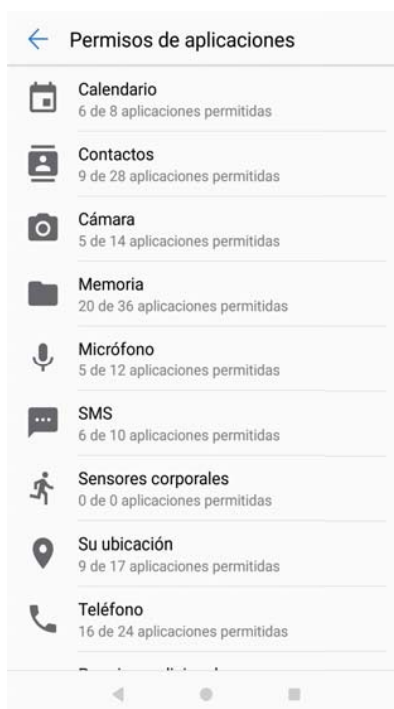 Permisos de aplicaciones
Calendario
6 de 8 aplicaciones permitidas
Contactos
9 de 28 aplicaciones permitidas
Cámara
5 de 14 aplicaciones permitidas
Memoria
20 de 36 aplicaciones permitidas
Micrófono
5 de 12 aplicaciones permitidas
SMS
6 de 10 aplicaciones permitidas
Sensores corporales
0 de 0 aplicaciones permitidas
Su ubicación
9 de 17 aplicaciones permitidas
Teléfono
16 de 24 aplicaciones permitidas